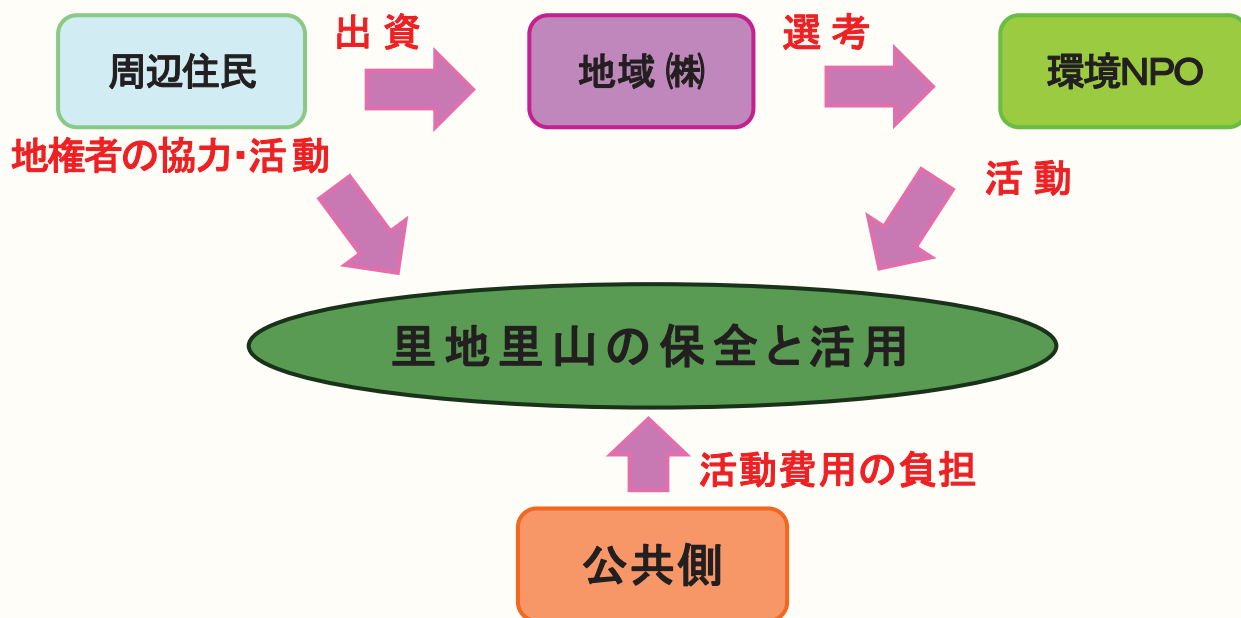 周辺住民
出資
地域㈱
選考
環境NPO
地権者の協力・活動
活動
里地里山の保全と活用
活動費用の負担
公共側